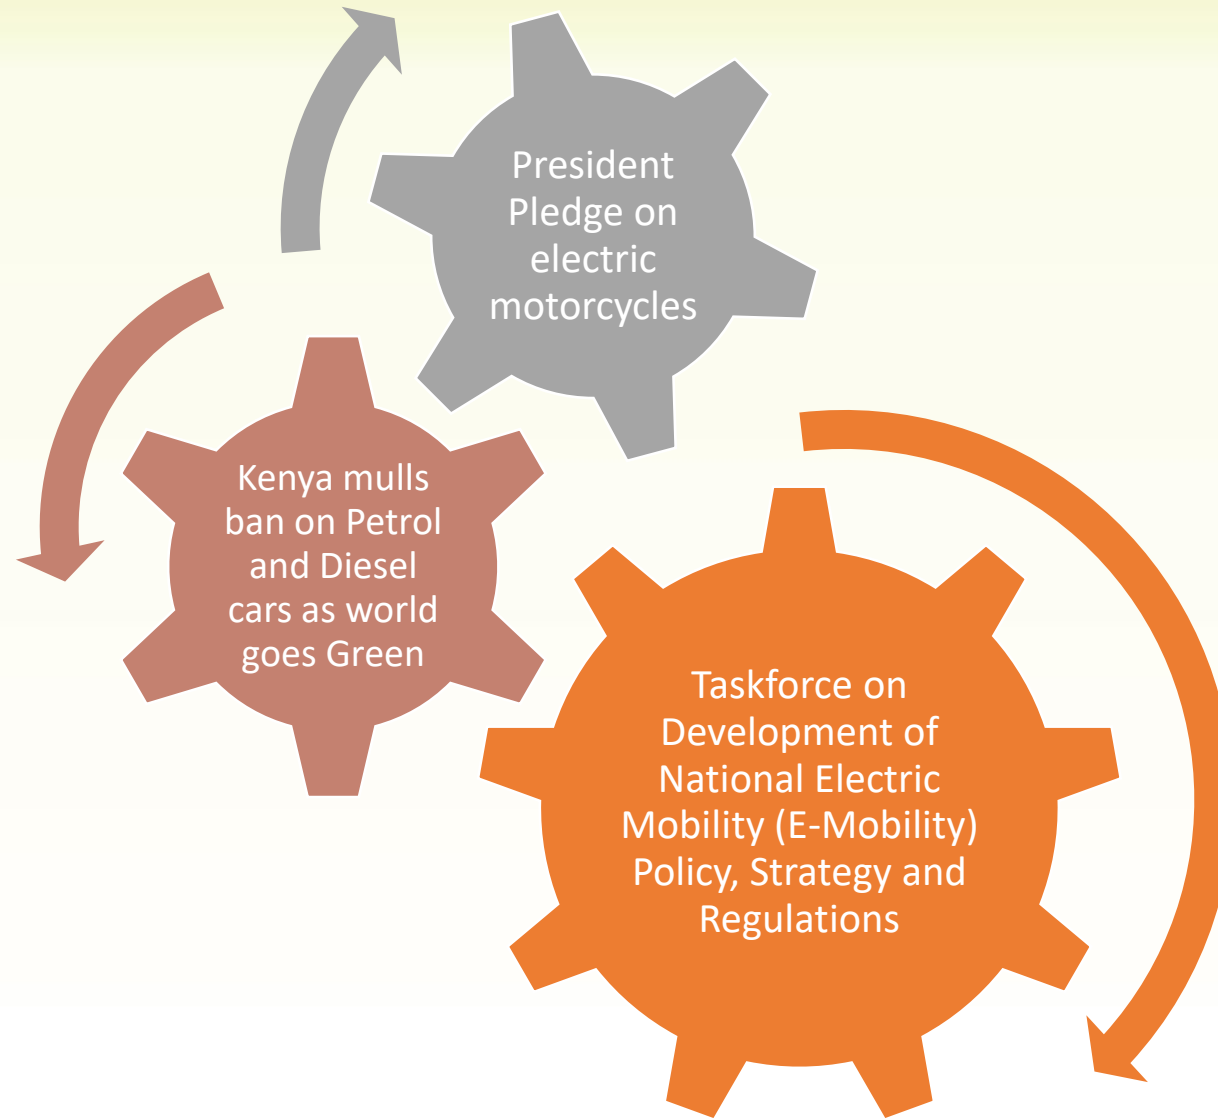 President
Pledge on
electric
motorcycles
Kenya mulls
ban on Petrol
and Diesel
cars as world
goes Green
Taskforce on
Development of
National Electric
Mobility (E-Mobility)
Policy, Strategy and
Regulations